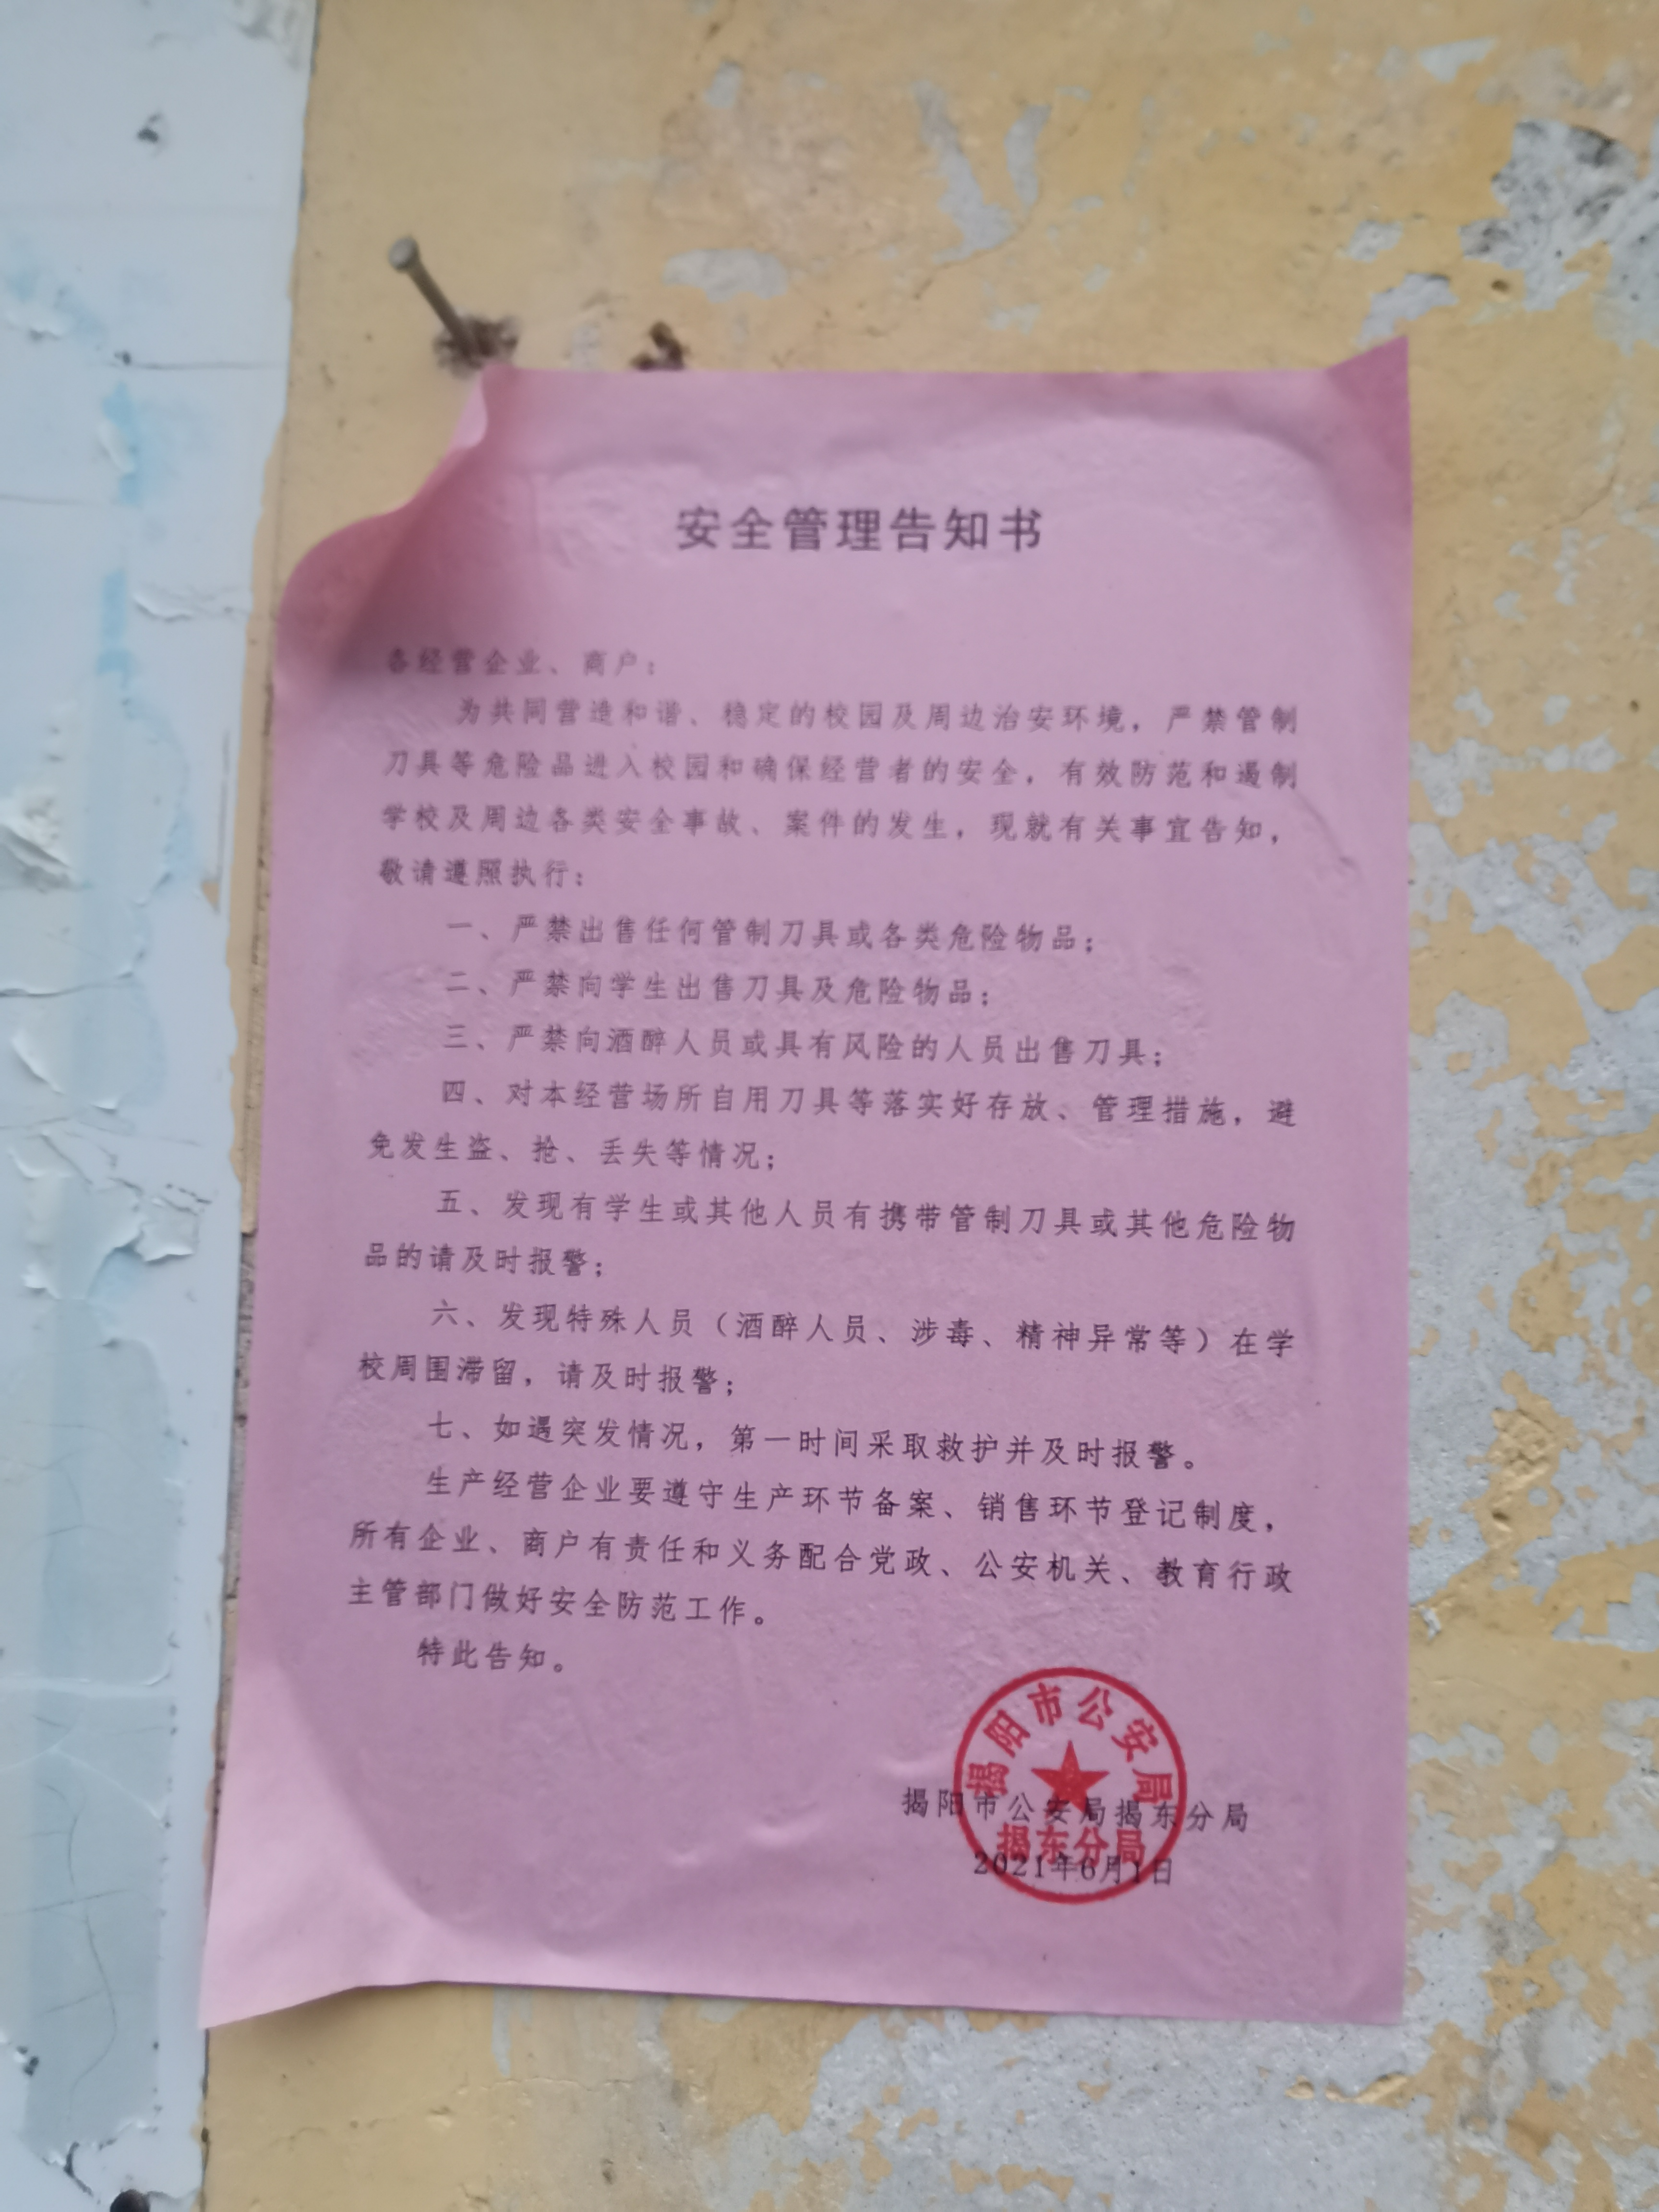 安全管理告知书
各经营企业、商户：
为共同营造和谐、稳定的校园及周边治安环境，严禁管制
刀具等危险品进入校园和确保经营者的安全，有效防范和遏制
学校及周边各类安全事故、案件的发生，现就有关事宜告知，
敬请遵照执行：
一、严禁出售任何管制刀具或各类危险物品；
二、严禁向学生出售刀具及危险物品；
三、严禁向酒醉人员或具有风险的人员出售刀具；
四、对本经营场所自用刀具等落实好存放、管理措施，避
免发生盗、抢、丢失等情况；
五、发现有学生或其他人员有携带管制刀具或其他危险物
品的请及时报警；
六、发现特殊人员（酒醉人员、涉毒、精神异常等）在学
校周围滞留，请及时报警；
七、如遇突发情况，第一时间采取救护并及时报警。
生产经营企业要遵守生产环节备案、销售环节登记制度，
所有企业、商户有责任和义务配合党政、公安机关、教育行政
主管部门做好安全防范工作。
特此告知。
揭阳市公安局
揭阳市公安局揭东分局
揭东分局
2021年6月1日